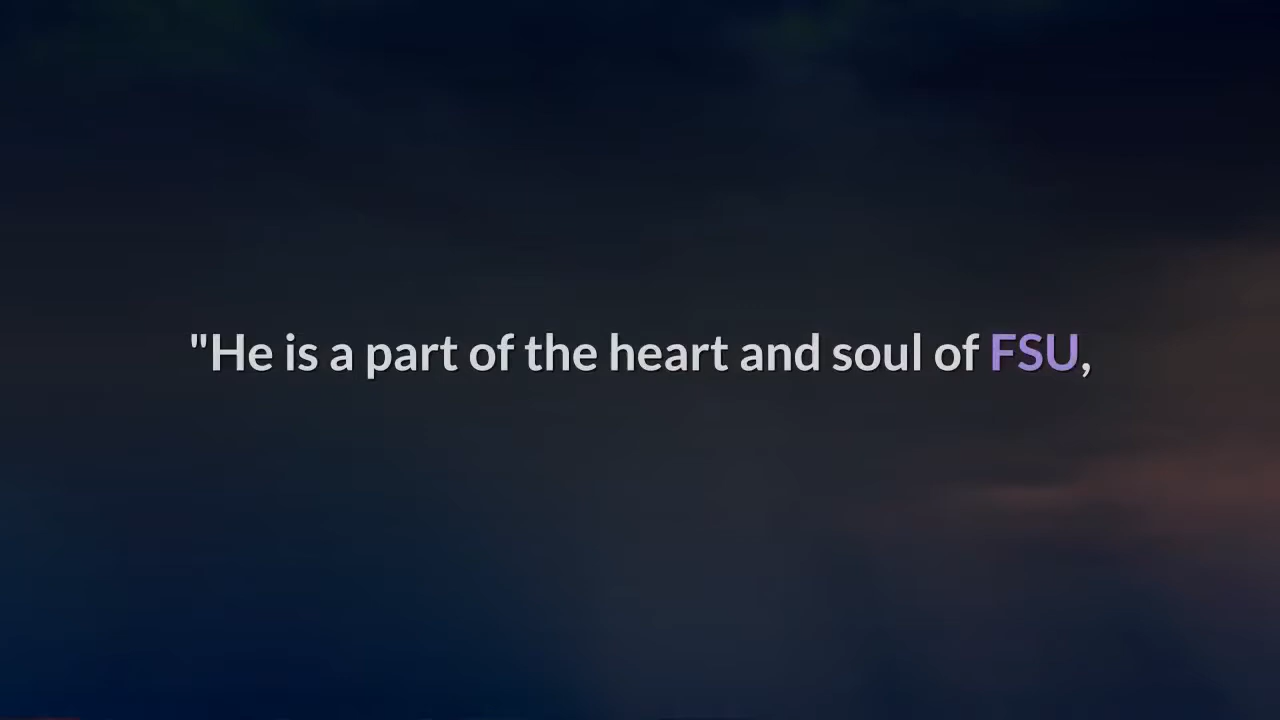 "He is a part of the heart and soul of FSU,